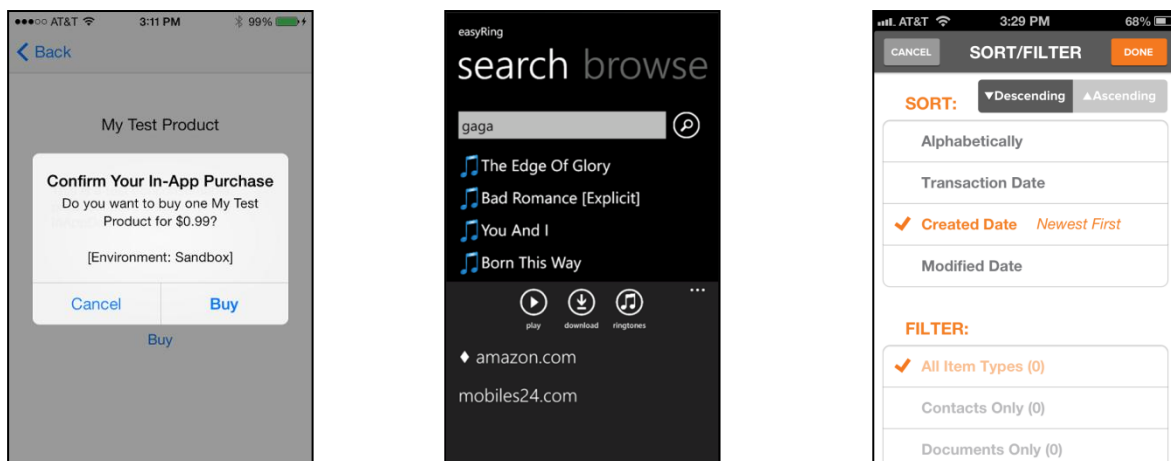 AT&T 3:11 PM 99%
Back
My Test Product
Confirm Your In-App Purchase
Do you want to buy one My Test
Product for $0.99?
[Environment: Sandbox]
Cancel Buy
Buy
easyRing
search browse
gaga
The Edge Of Glory
Bad Romance [Explicit]
You And I
Born This Way
...
play download ringtones
amazon.com
mobiles24.com
AT&T 3:29 PM 68%
CANCEL SORT/FILTER DONE
SORT: ▼Descending ▲Ascending
Alphabetically
Transaction Date
Created Date Newest First
Modified Date
FILTER:
All Item Types (0)
Contacts Only (0)
Documents Only (0)